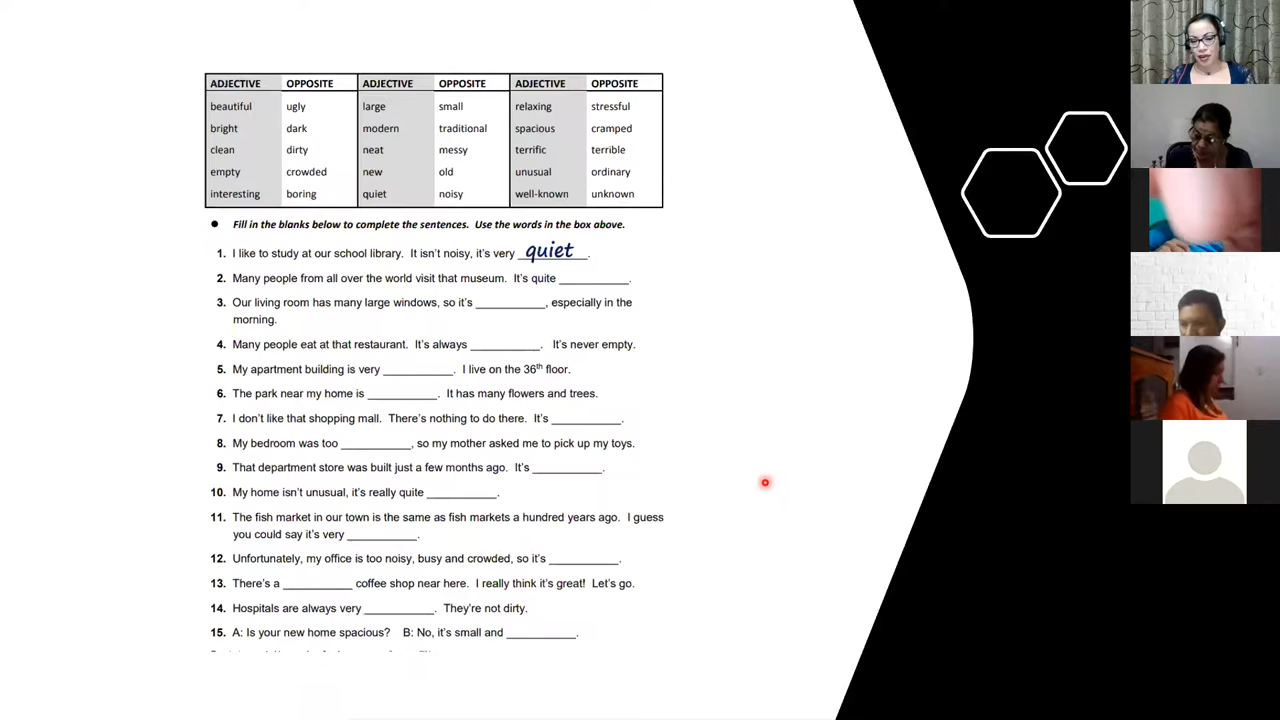 ADJECTIVE OPPOSITE ADJECTIVE OPPOSITE ADJECTIVE OPPOSITE
beautiful ugly large small relaxing stressful
bright dark modern traditional spacious cramped
clean dirty neat messy terrific terrible
empty crowded new old unusual ordinary
interesting boring quiet noisy well-known unknown
● Fill in the blanks below to complete the sentences. Use the words in the box above.
1. I like to study at our school library. It isn't noisy, it's very quiet.
2. Many people from all over the world visit that museum. It's quite ___________.
3. Our living room has many large windows, so it's ___________, especially in the
morning.
4. Many people eat at that restaurant. It's always ___________. It's never empty.
5. My apartment building is very ___________. I live on the 36th floor.
6. The park near my home is ___________. It has many flowers and trees.
7. I don't like that shopping mall. There's nothing to do there. It's ___________.
8. My bedroom was too ___________, so my mother asked me to pick up my toys.
9. That department store was built just a few months ago. It's ___________.
10. My home isn't unusual, it's really quite ___________.
11. The fish market in our town is the same as fish markets a hundred years ago. I guess
you could say it's very ___________.
12. Unfortunately, my office is too noisy, busy and crowded, so it's ___________.
13. There's a ___________ coffee shop near here. I really think it's great! Let's go.
14. Hospitals are always very ___________. They're not dirty.
15. A: Is your new home spacious? B: No, it's small and ___________.